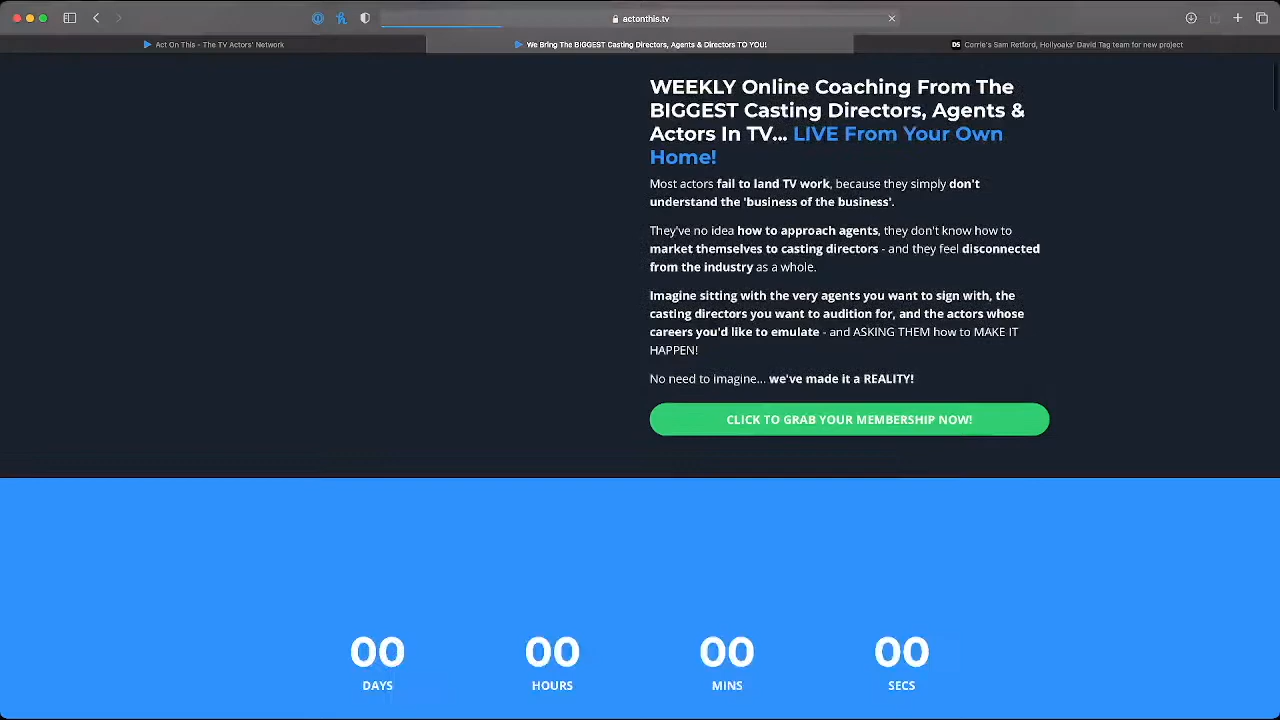 actonthis.tv
Act On This - The TV Actors' Network
We Bring The BIGGEST Casting Directors, Agents & Directors TO YOU!
DS Corrie's Sam Retford, Hollyoaks' David Tag team for new project
WEEKLY Online Coaching From The
BIGGEST Casting Directors, Agents &
Actors In TV... LIVE From Your Own
Home!
Most actors fail to land TV work, because they simply don't
understand the 'business of the business'.
They've no idea how to approach agents, they don't know how to
market themselves to casting directors - and they feel disconnected
from the industry as a whole.
Imagine sitting with the very agents you want to sign with, the
casting directors you want to audition for, and the actors whose
careers you'd like to emulate - and ASKING THEM how to MAKE IT
HAPPEN!
No need to imagine... we've made it a REALITY!
CLICK TO GRAB YOUR MEMBERSHIP NOW!
00 00 00 00
DAYS HOURS MINS SECS